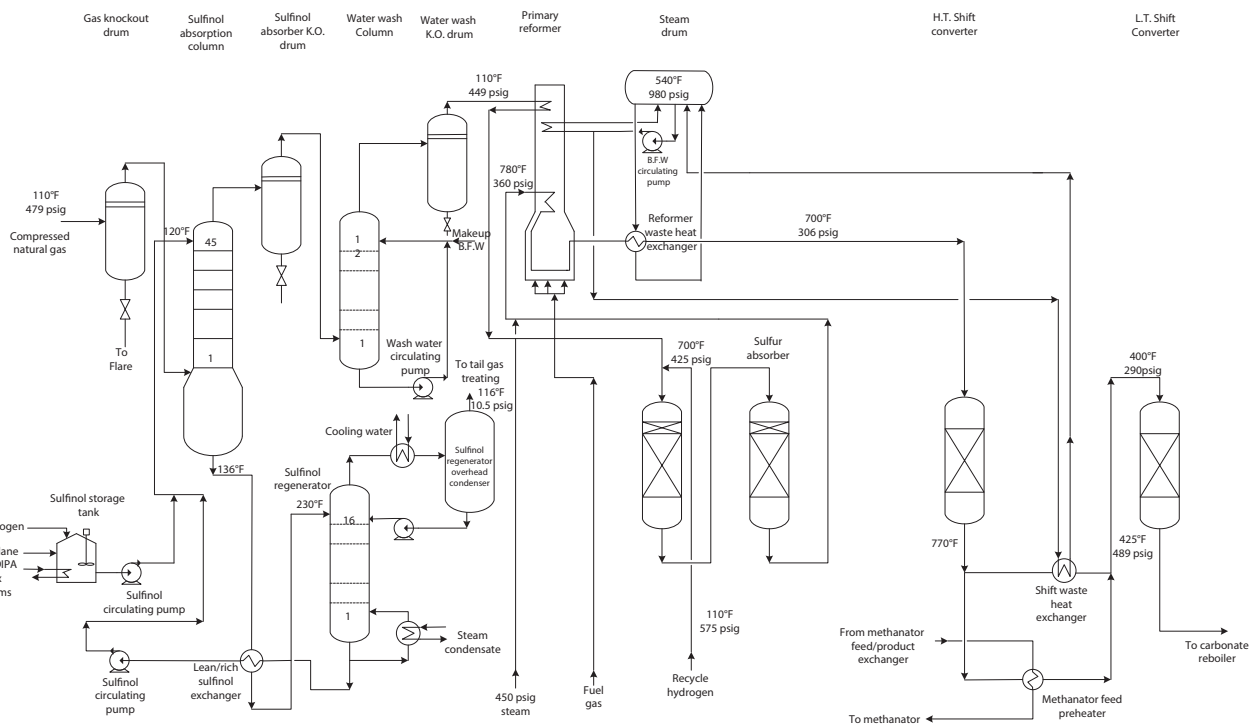 Gas knockout
drum
Sulfinol
absorption
column
Sulfinol
absorber K.O.
drum
Water wash
Column
Water wash
K.O. drum
Primary
reformer
Steam
drum
H.T. Shift
converter
L.T. Shift
Converter
110°F
449 psig
540°F
980 psig
B.F.W
circulating
pump
780°F
360 psig
110°F
479 psig
Compressed
natural gas
120°F
45
1
To
Flare
1
2
1
Makeup
B.F.W
Reformer
waste heat
exchanger
700°F
306 psig
Wash water
circulating
pump
To tail gas
treating
116°F
10.5 psig
700°F
425 psig
Sulfur
absorber
400°F
290psig
Cooling water
Sulfinol
regenerator
overhead
condenser
136°F
Sulfinol
regenerator
230°F
16
1
Sulfinol storage
tank
ogen
lane
DIPA
x
ms
Sulfinol
circulating pump
Sulfinol
circulating
pump
Lean/rich
sulfinol
exchanger
Steam
condensate
450 psig
steam
Fuel
gas
110°F
575 psig
Recycle
hydrogen
770°F
425°F
489 psig
Shift waste
heat
exchanger
From methanator
feed/product
exchanger
Methanator feed
preheater
To methanator
To carbonate
reboiler